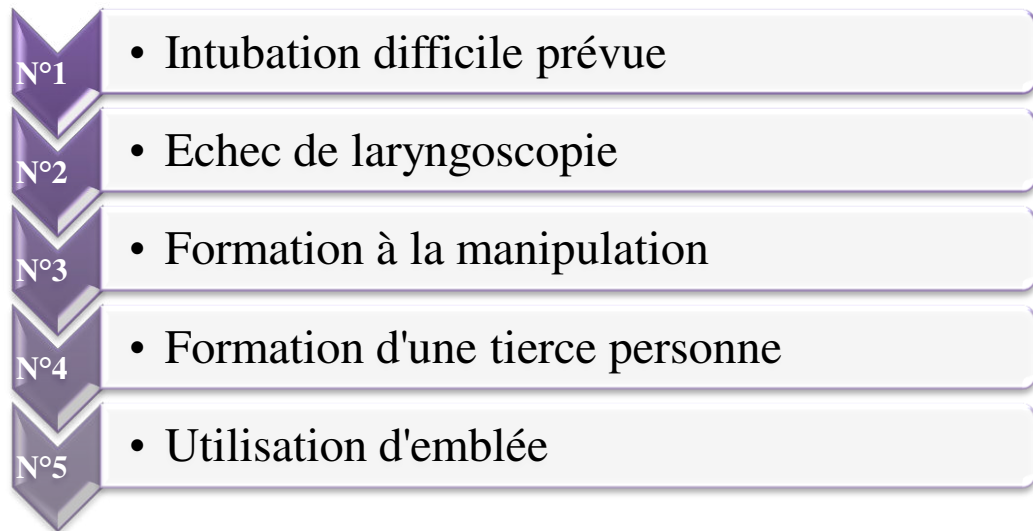 N°1
• Intubation difficile prévue
N°2
• Echec de laryngoscopie
N°3
• Formation à la manipulation
N°4
• Formation d'une tierce personne
N°5
• Utilisation d'emblée